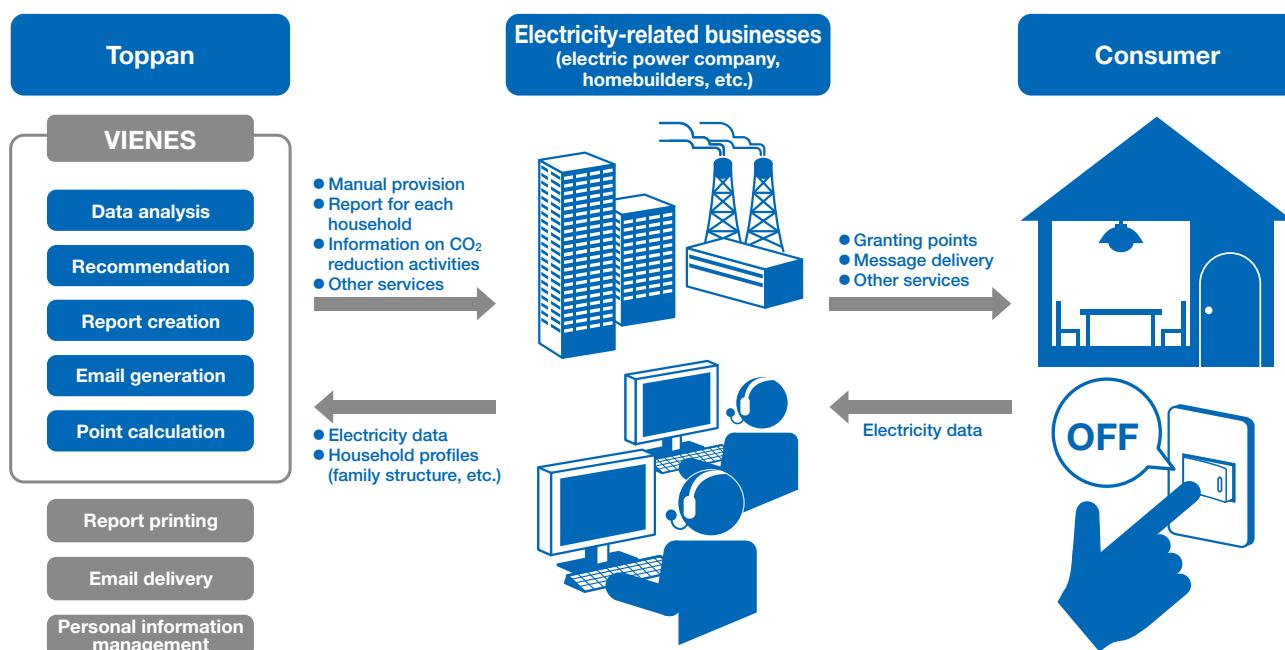 Toppan
VIENES
Data analysis
Recommendation
Report creation
Email generation
Point calculation
Report printing
Email delivery
Personal information
management
● Manual provision
● Report for each
household
● Information on CO₂
reduction activities
● Other services
● Electricity data
● Household profiles
(family structure, etc.)
Electricity-related businesses
(electric power company,
homebuilders, etc.)
● Granting points
● Message delivery
● Other services
Electricity data
Consumer
OFF